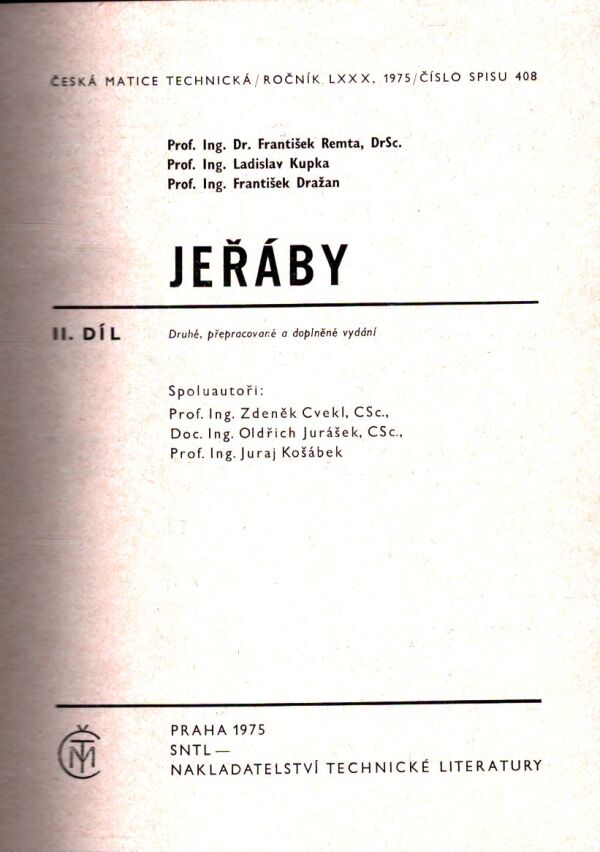 ČESKÁ MATICE TECHNICKÁ/ROČNÍK LXXX, 1975/ČÍSLO SPISU 408
Prof. Ing. Dr. František Remta, DrSc.
Prof. Ing. Ladislav Kupka
Prof. Ing. František Dražan
JEŘÁBY
II. DÍL
Druhé, přepracované a doplněné vydání
Spoluautoři:
Prof. Ing. Zdeněk Cvekl, CSc.,
Doc. Ing. Oldřich Jurášek, CSc.,
Prof. Ing. Juraj Košábek
PRAHA 1975
SNTL —
NAKLADATELSTVÍ TECHNICKÉ LITERATURY
ČMT